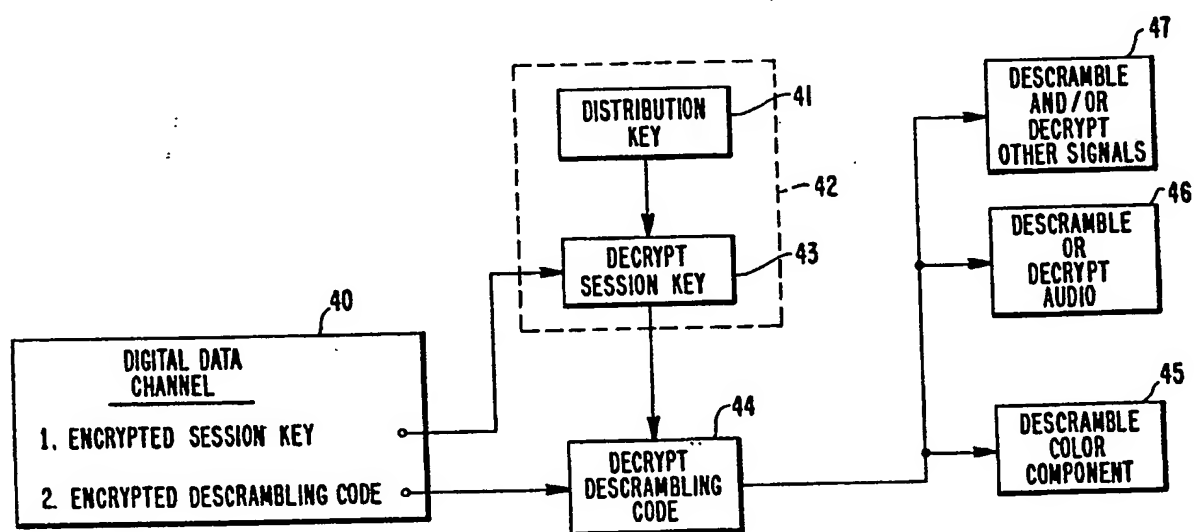 47
DESCRAMBLE
AND/OR
DECRYPT
OTHER SIGNALS
41
DISTRIBUTION
KEY
42
46
DESCRAMBLE
OR
DECRYPT
AUDIO
43
DECRYPT
SESSION KEY
40
DIGITAL DATA
CHANNEL
1. ENCRYPTED SESSION KEY
2. ENCRYPTED DESCRAMBLING CODE
44
DECRYPT
DESCRAMBLING
CODE
45
DESCRAMBLE
COLOR
COMPONENT